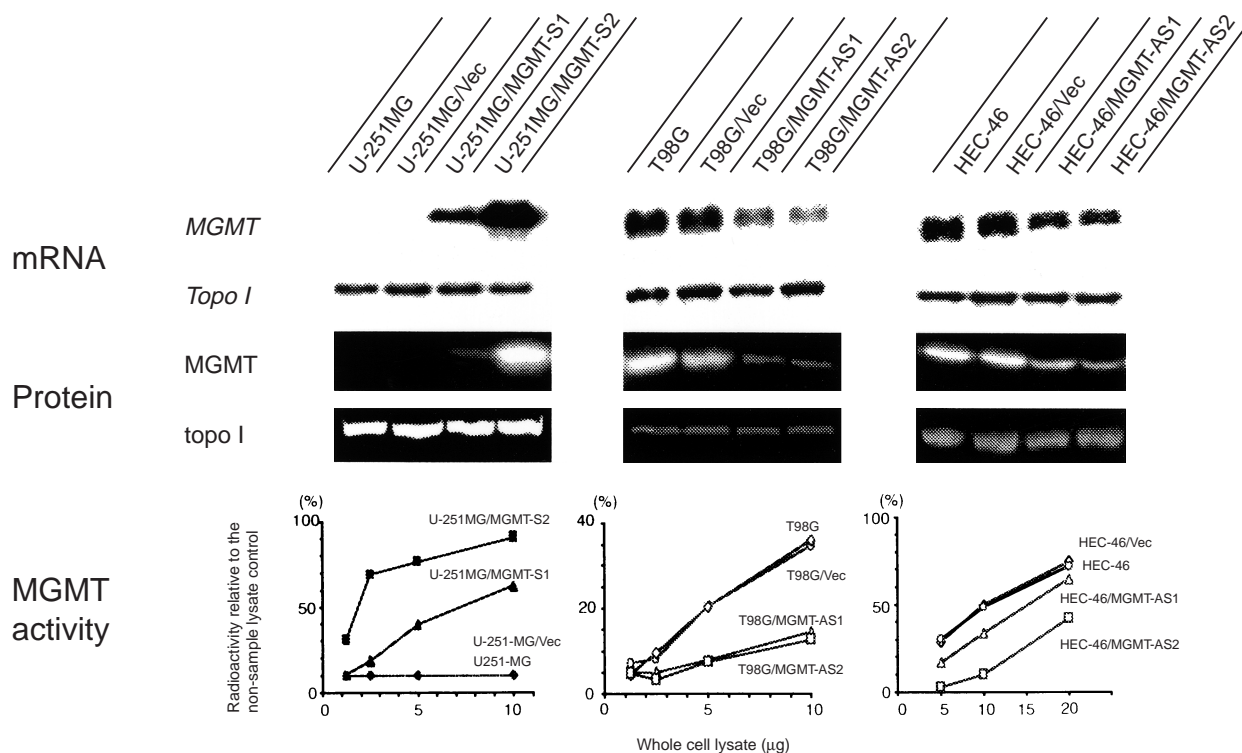 U-251MG
U-251MG/Vec
U-251MG/MGMT-S1
U-251MG/MGMT-S2
T98G
T98G/Vec
T98G/MGMT-AS1
T98G/MGMT-AS2
HEC-46
HEC-46/Vec
HEC-46/MGMT-AS1
HEC-46/MGMT-AS2
mRNA
MGMT
Topo I
Protein
MGMT
topo I
MGMT
activity
Radioactivity relative to the
non-sample lysate control
(%)
100
50
0
0
5
10
U-251MG/MGMT-S2
U-251MG/MGMT-S1
U-251-MG/Vec
U251-MG
(%)
40
20
0
0
5
10
T98G
T98G/Vec
T98G/MGMT-AS1
T98G/MGMT-AS2
(%)
100
50
0
0
5
10
15
20
HEC-46/Vec
HEC-46
HEC-46/MGMT-AS1
HEC-46/MGMT-AS2
Whole cell lysate (μg)